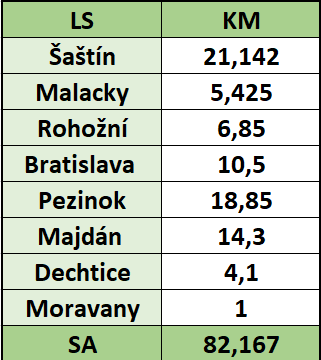 LS KM
Šaštín 21,142
Malacky 5,425
Rohožní 6,85
Bratislava 10,5
Pezinok 18,85
Majdán 14,3
Dechtice 4,1
Moravany 1
SA 82,167